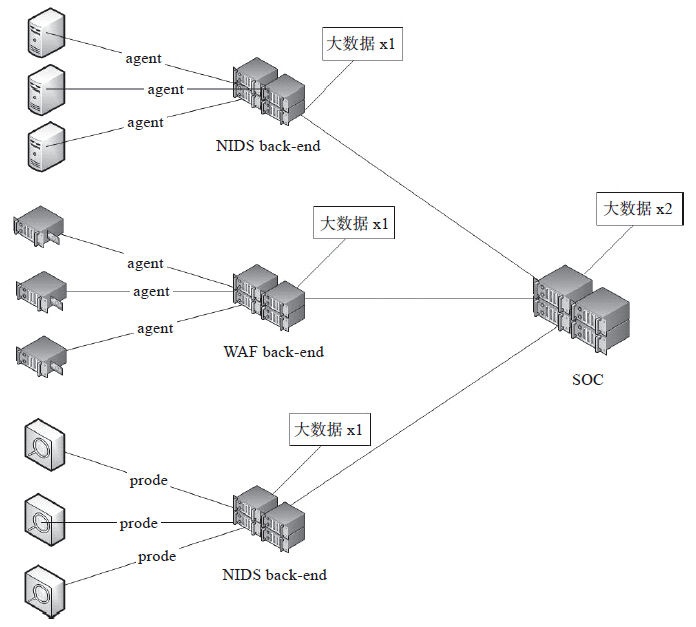 大数据 x1
agent
agent
agent
NIDS back-end
大数据 x2
大数据 x1
agent
agent
agent
WAF back-end
SOC
大数据 x1
prode
prode
prode
NIDS back-end